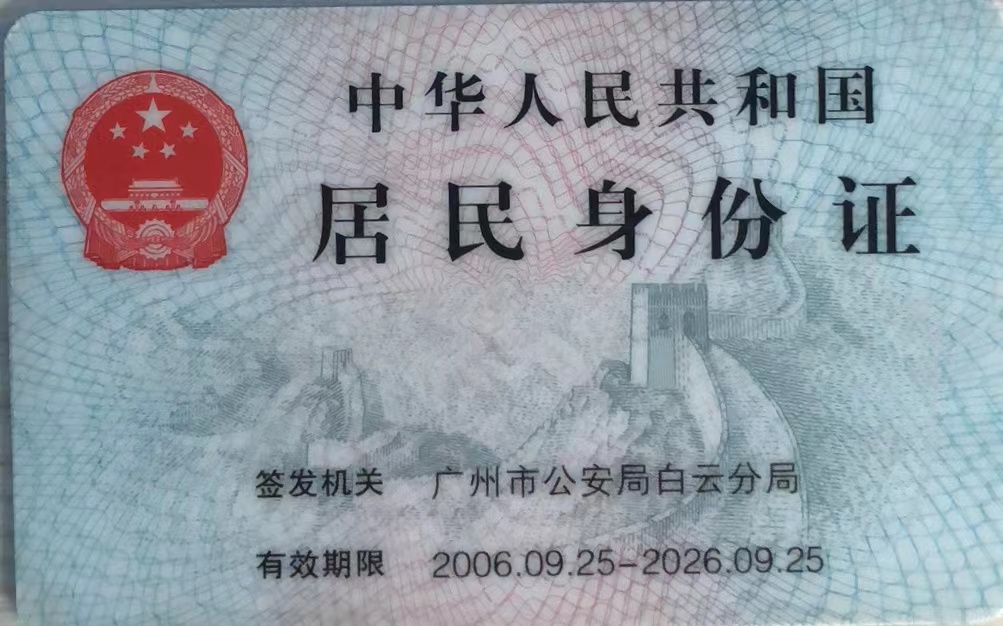 中华人民共和国
居民身份证
签发机关 广州市公安局白云分局
有效期限 2006.09.25-2026.09.25